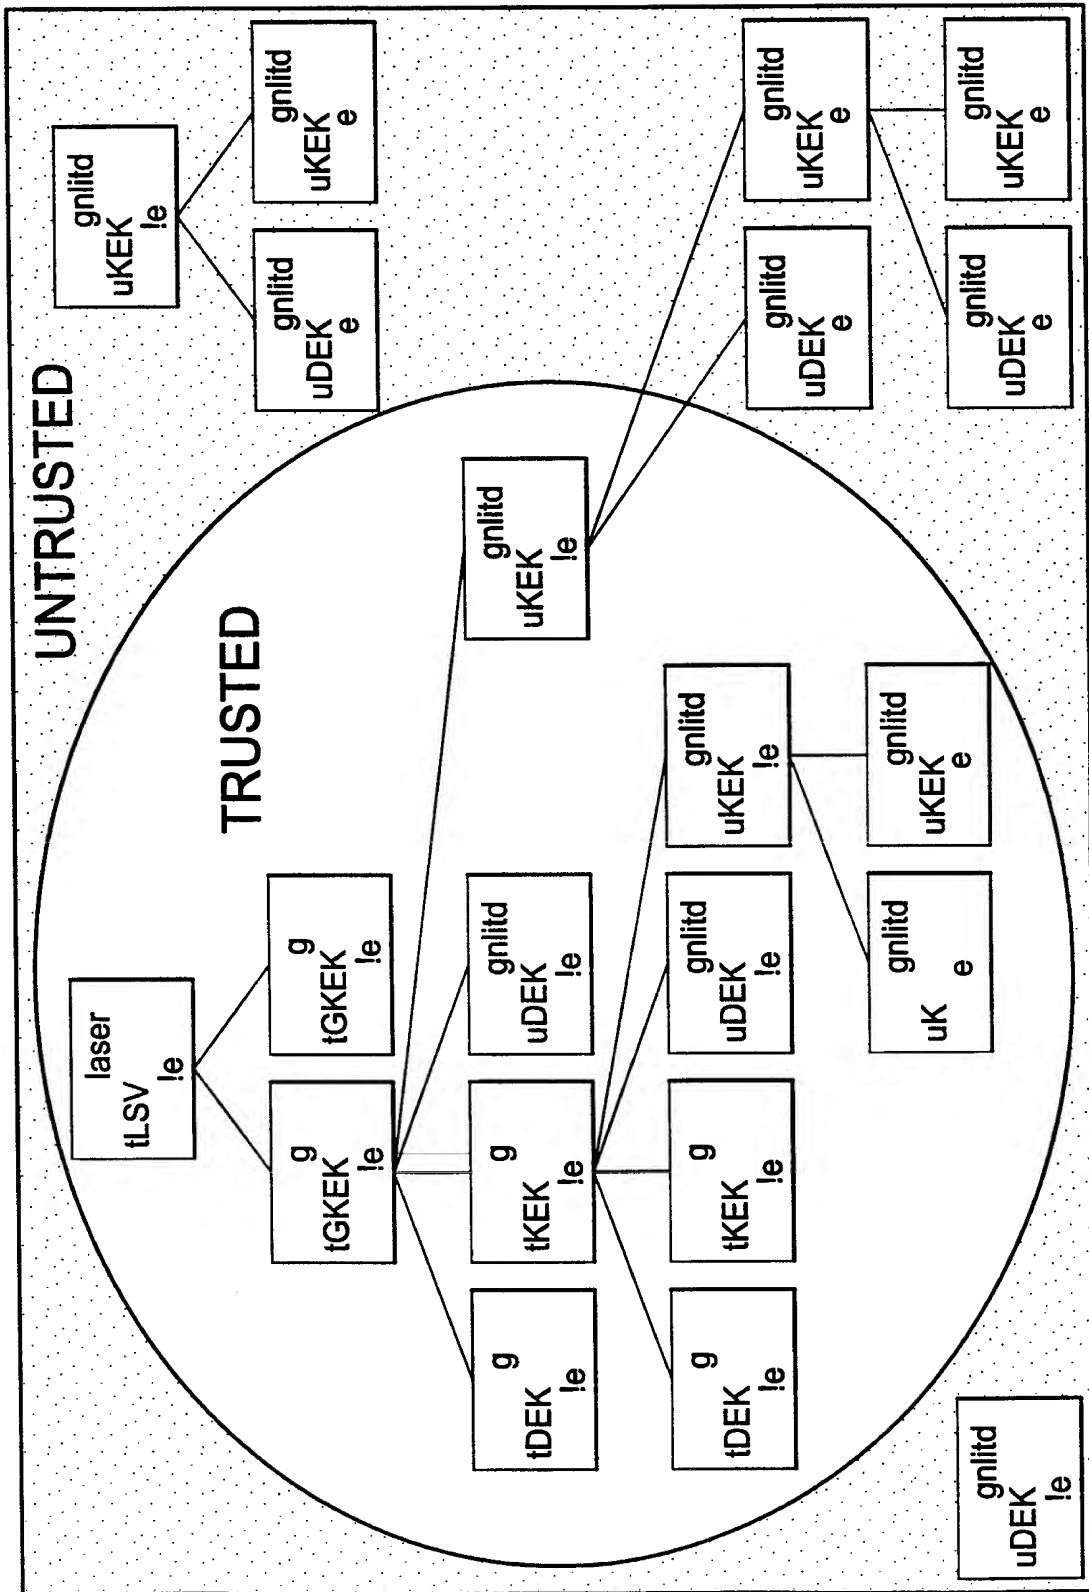 UNTRUSTED
gnlitd
uKEK
!e
laser
tLSV
!e
TRUSTED
g
tGKEK
!e
g
tGKEK
!e
gnlitd
uDEK
e
gnlitd
uKEK
e
g
tDEK
!e
g
tKEK
!e
gnlitd
uDEK
!e
gnlitd
uKEK
!e
g
tDEK
!e
g
tKEK
!e
gnlitd
uDEK
!e
gnlitd
uKEK
!e
gnlitd
uDEK
e
gnlitd
uKEK
e
gnlitd
uK
e
gnlitd
uKEK
e
gnlitd
uDEK
!e
gnlitd
uDEK
e
gnlitd
uKEK
e